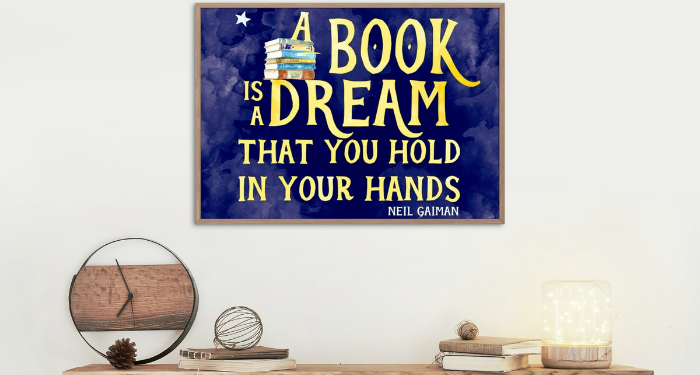 A BOOK
IS A DREAM
THAT YOU HOLD
IN YOUR HANDS
NEIL GAIMAN